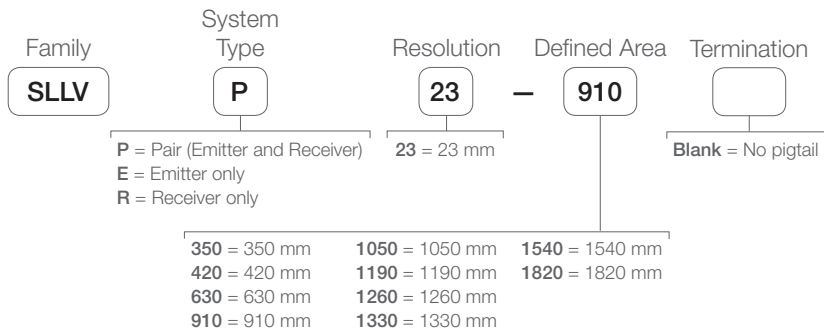 Family System Type Resolution Defined Area Termination
SLLV P 23 – 910
P = Pair (Emitter and Receiver)
E = Emitter only
R = Receiver only
23 = 23 mm
Blank = No pigtail
350 = 350 mm 1050 = 1050 mm 1540 = 1540 mm
420 = 420 mm 1190 = 1190 mm 1820 = 1820 mm
630 = 630 mm 1260 = 1260 mm
910 = 910 mm 1330 = 1330 mm